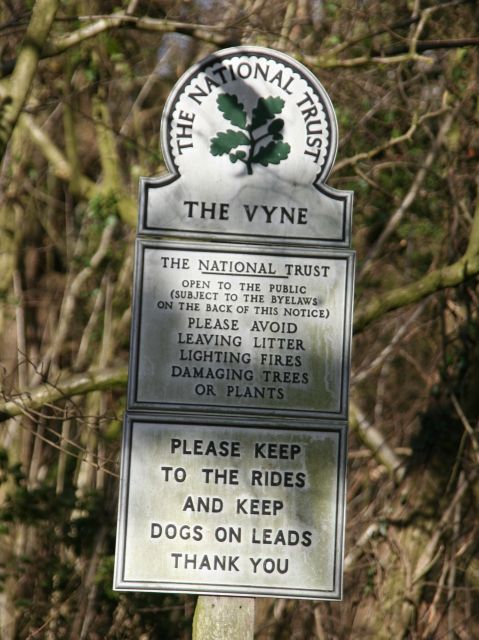 THE NATIONAL TRUST
THE VYNE
THE NATIONAL TRUST
OPEN TO THE PUBLIC
(SUBJECT TO THE BYELAWS
ON THE BACK OF THIS NOTICE)
PLEASE AVOID
LEAVING LITTER
LIGHTING FIRES
DAMAGING TREES
OR PLANTS
PLEASE KEEP
TO THE RIDES
AND KEEP
DOGS ON LEADS
THANK YOU